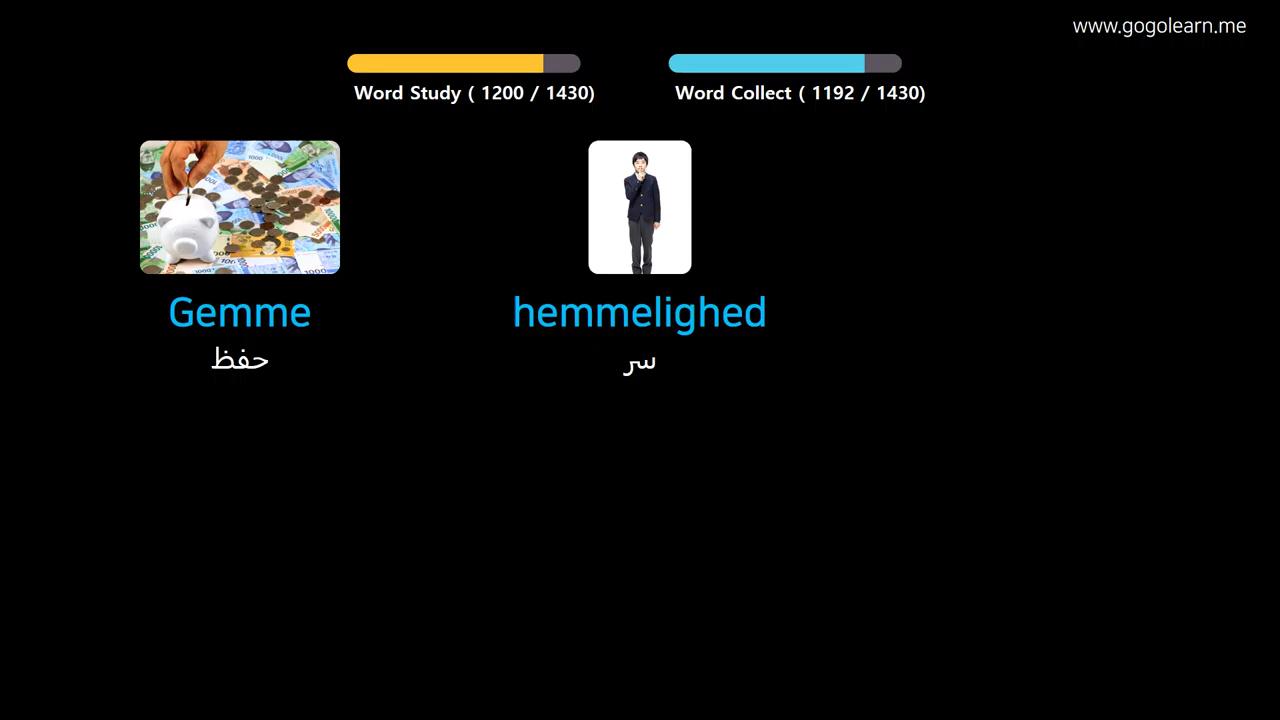 www.gogolearn.me
Word Study ( 1200 / 1430)
Word Collect ( 1192 / 1430)
Gemme
حفظ
hemmelighed
سر